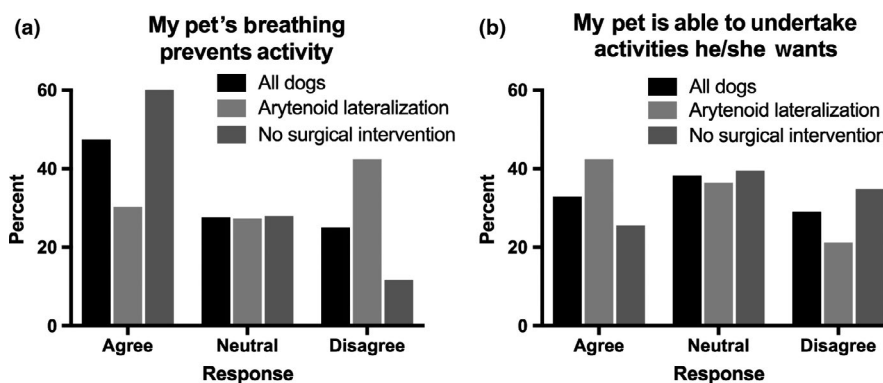 (a)
My pet's breathing
prevents activity
All dogs
Arytenoid lateralization
No surgical intervention
60
40
20
0
Percent
Agree
Neutral
Disagree
Response
(b)
My pet is able to undertake
activities he/she wants
All dogs
Arytenoid lateralization
No surgical intervention
60
40
20
0
Percent
Agree
Neutral
Disagree
Response